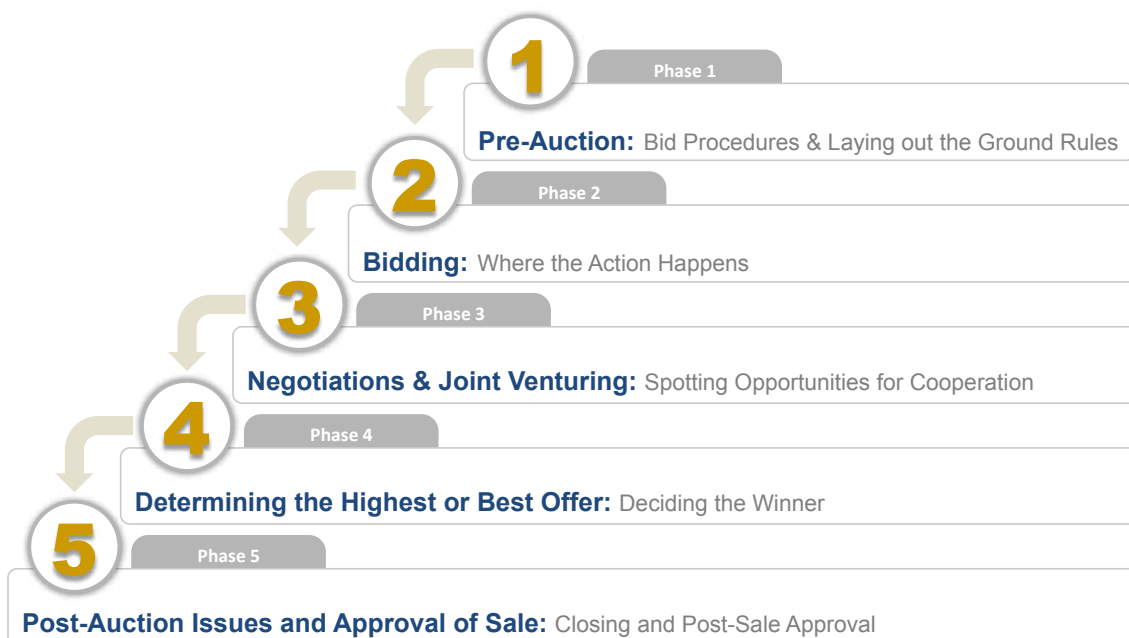 1
Phase 1
Pre-Auction: Bid Procedures & Laying out the Ground Rules
2
Phase 2
Bidding: Where the Action Happens
3
Phase 3
Negotiations & Joint Venturing: Spotting Opportunities for Cooperation
4
Phase 4
Determining the Highest or Best Offer: Deciding the Winner
5
Phase 5
Post-Auction Issues and Approval of Sale: Closing and Post-Sale Approval